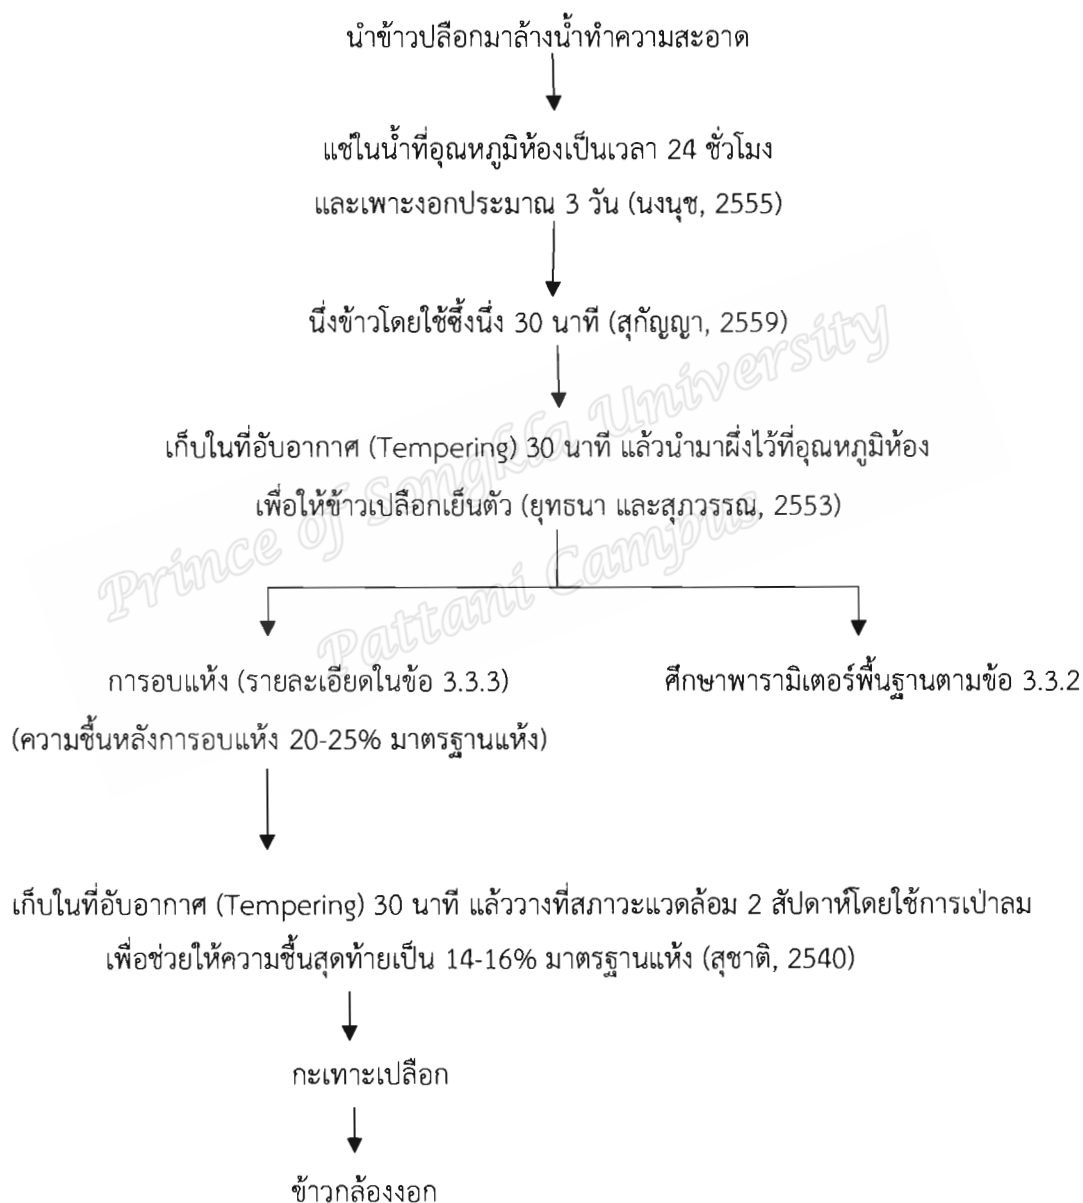 นำข้าวปลือกมาล้างน้ำทำความสะอาด
แช่ในน้ำที่อุณหภูมิห้องเป็นเวลา 24 ชั่วโมง
และเพาะงอกประมาณ 3 วัน (นงนุช, 2555)
นึ่งข้าวโดยใช้ซึ้งนึ่ง 30 นาที (สุกัญญา, 2559)
เก็บในที่อับอากาศ (Tempering) 30 นาที แล้วนำมาผึ่งไว้ที่อุณหภูมิห้อง
เพื่อให้ข้าวเปลือกเย็นตัว (ยุทธนา และสุภวรรณ, 2553)
Prince of Songkla University
Pattani Campus
การอบแห้ง (รายละเอียดในข้อ 3.3.3)
(ความชื้นหลังการอบแห้ง 20-25% มาตรฐานแห้ง)
ศึกษาพารามิเตอร์พื้นฐานตามข้อ 3.3.2
เก็บในที่อับอากาศ (Tempering) 30 นาที แล้ววางที่สภาวะแวดล้อม 2 สัปดาห์โดยใช้การเป่าลม
เพื่อช่วยให้ความชื้นสุดท้ายเป็น 14-16% มาตรฐานแห้ง (สุชาติ, 2540)
กะเทาะเปลือก
ข้าวกล้องงอก